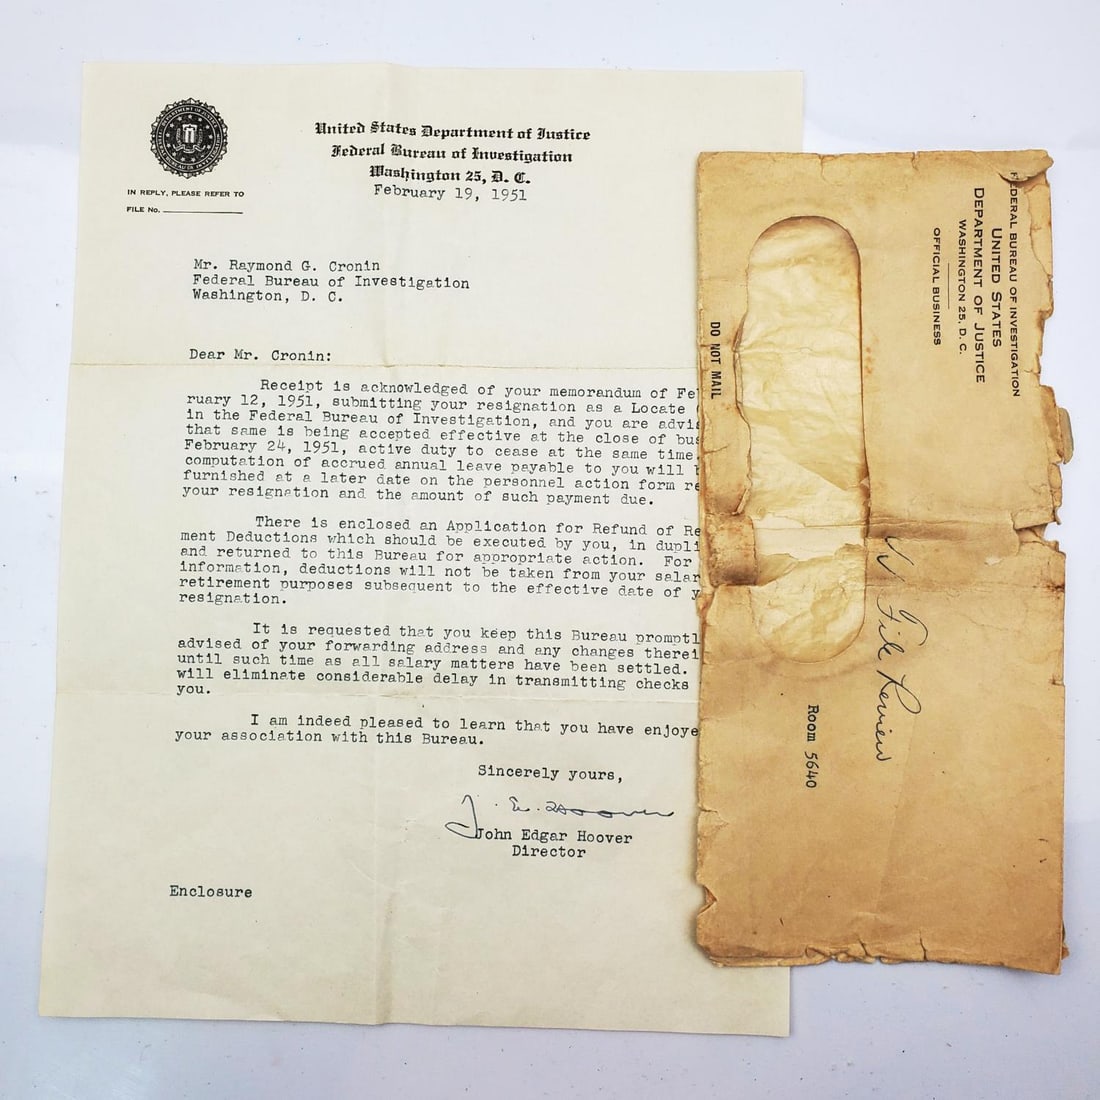 United States Department of Justice
Federal Bureau of Investigation
Washington 25, D. C.
February 19, 1951
IN REPLY, PLEASE REFER TO
FILE No.
Mr. Raymond G. Cronin
Federal Bureau of Investigation
Washington, D. C.
Dear Mr. Cronin:
Receipt is acknowledged of your memorandum of Feb
ruary 12, 1951, submitting your resignation as a Locate
in the Federal Bureau of Investigation, and you are advis
that same is being accepted effective at the close of bus
February 24, 1951, active duty to cease at the same time.
computation of accrued annual leave payable to you will b
furnished at a later date on the personnel action form re
your resignation and the amount of such payment due.
There is enclosed an Application for Refund of Re
ment Deductions which should be executed by you, in dupli
and returned to this Bureau for appropriate action. For
information, deductions will not be taken from your salar
retirement purposes subsequent to the effective date of y
resignation.
It is requested that you keep this Bureau promptl
advised of your forwarding address and any changes therei
until such time as all salary matters have been settled.
will eliminate considerable delay in transmitting checks
you.
I am indeed pleased to learn that you have enjoye
your association with this Bureau.
Sincerely yours,
J. E. Hoover
John Edgar Hoover
Director
Enclosure
FEDERAL BUREAU OF INVESTIGATION
UNITED STATES
DEPARTMENT OF JUSTICE
WASHINGTON 25, D. C.
OFFICIAL BUSINESS
DO NOT MAIL
File Review
Room 5640